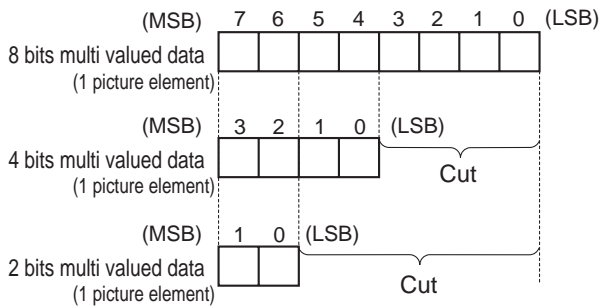 (MSB) 7 6 5 4 3 2 1 0 (LSB)
8 bits multi valued data
(1 picture element)
(MSB) 3 2 1 0 (LSB)
4 bits multi valued data
(1 picture element)
Cut
(MSB) 1 0 (LSB)
2 bits multi valued data
(1 picture element)
Cut